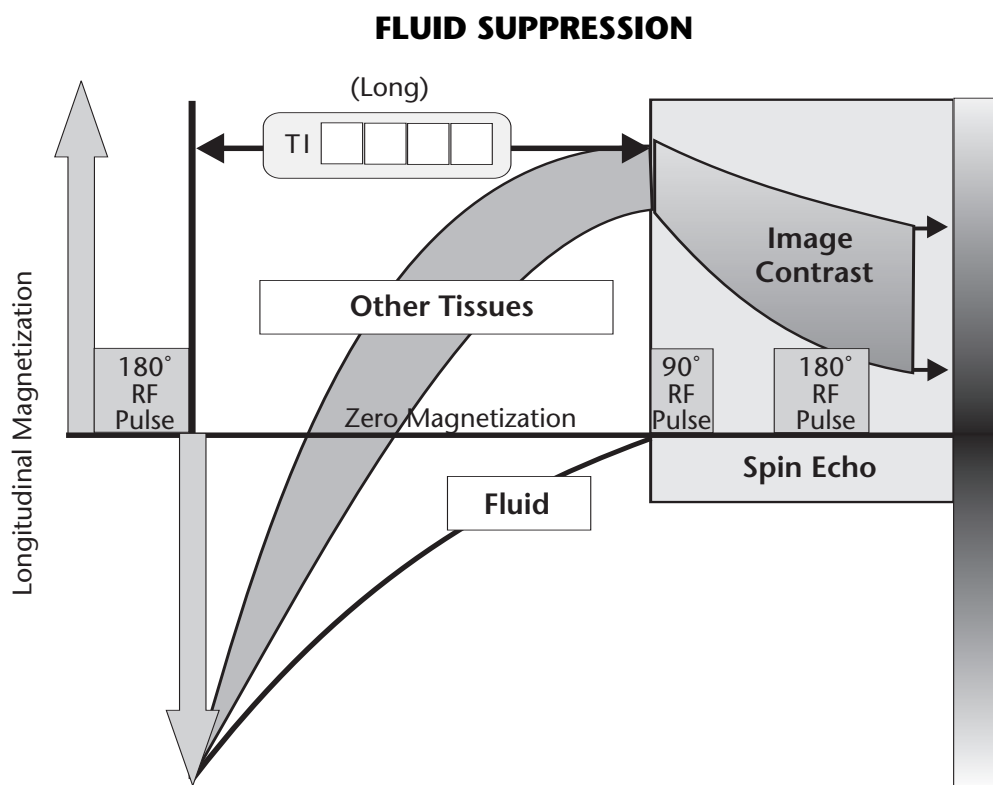 FLUID SUPPRESSION
(Long)
TI
Longitudinal Magnetization
Image
Contrast
Other Tissues
180˚
RF
Pulse
90˚
RF
Pulse
180˚
RF
Pulse
Zero Magnetization
Spin Echo
Fluid